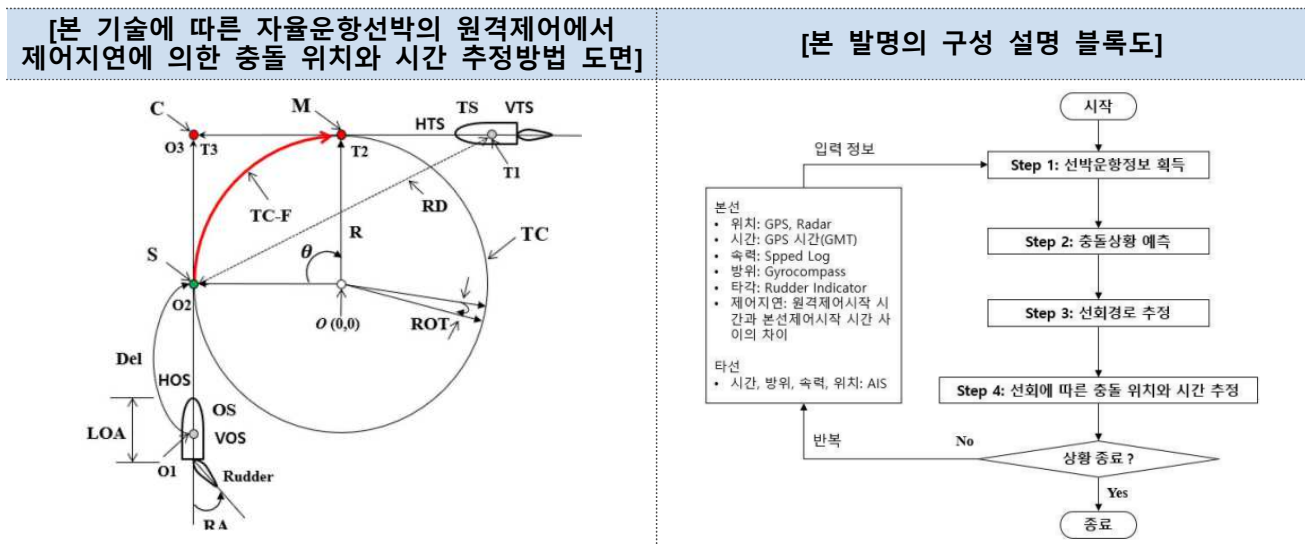 [본 기술에 따른 자율운항선박의 원격제어에서
제어지연에 의한 충돌 위치와 시간 추정방법 도면]
[본 발명의 구성 설명 블록도]
C
M
TS
VTS
HTS
O3
T3
T2
T1
TC-F
RD
R
TC
S
θ
O2
O (0,0)
ROT
Del
HOS
OS
LOA
VOS
O1
Rudder
RA
시작
입력 정보
Step 1: 선박운항정보 획득
본선
• 위치: GPS, Radar
• 시간: GPS 시간(GMT)
• 속력: Spped Log
• 방위: Gyrocompass
• 타각: Rudder Indicator
• 제어지연: 원격제어시작 시
간과 본선제어시작 시간 사
이의 차이
타선
• 시간, 방위, 속력, 위치: AIS
Step 2: 충돌상황 예측
Step 3: 선회경로 추정
Step 4: 선회에 따른 충돌 위치와 시간 추정
반복
No
상황 종료 ?
Yes
종료